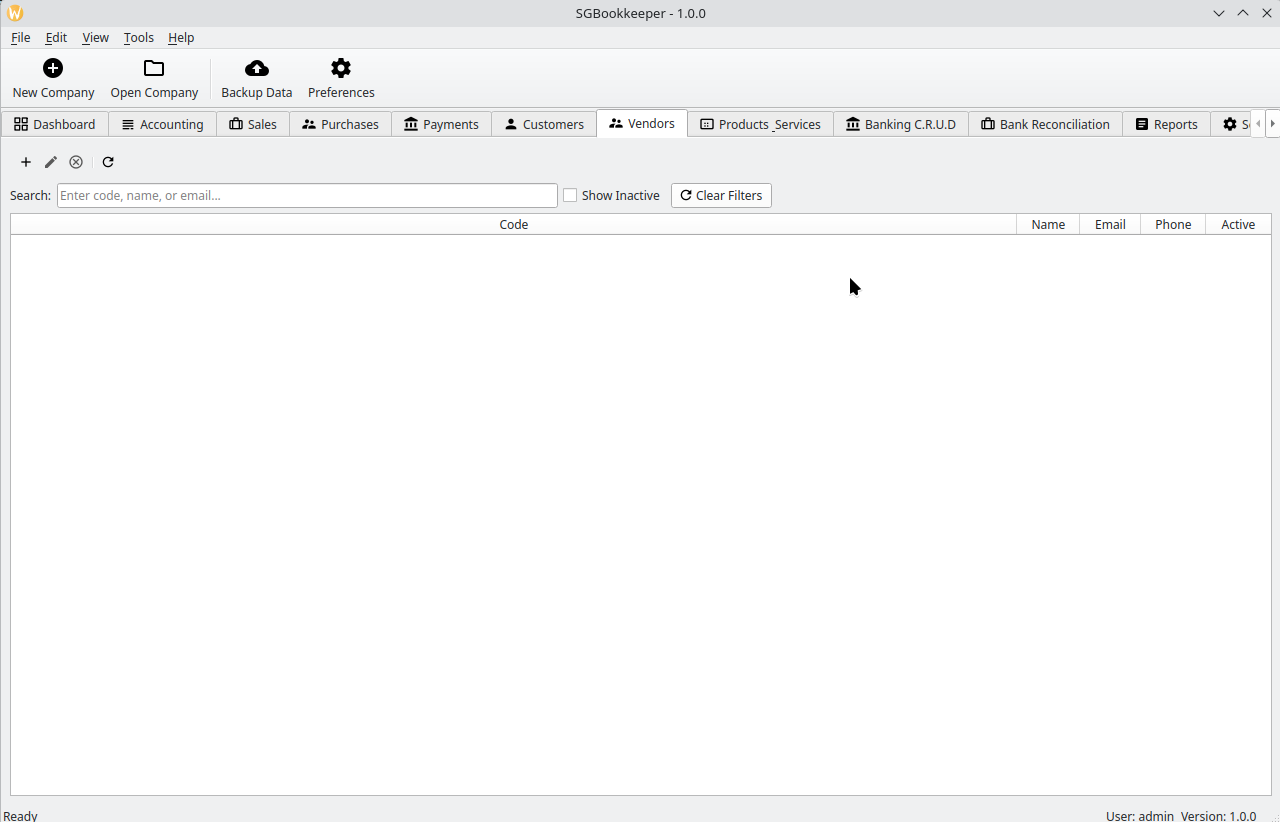 SGBookkeeper - 1.0.0
File Edit View Tools Help
New Company Open Company Backup Data Preferences
Dashboard Accounting Sales Purchases Payments Customers Vendors Products _Services Banking C.R.U.D Bank Reconciliation Reports
Search: Enter code, name, or email... Show Inactive Clear Filters
Code Name Email Phone Active
Ready User: admin Version: 1.0.0